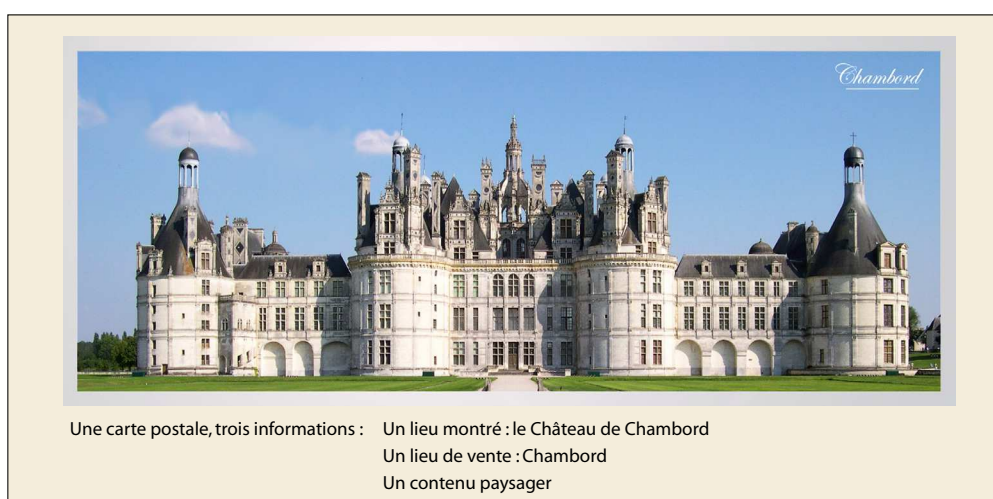 Chambord
Une carte postale, trois informations : Un lieu montré : le Château de Chambord
Un lieu de vente : Chambord
Un contenu paysager